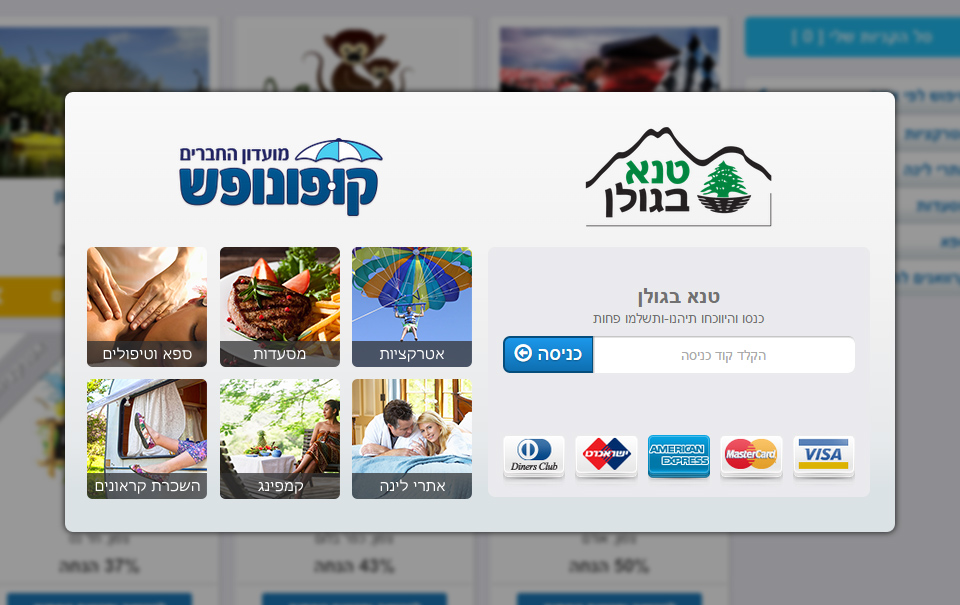 סל הקניות שלי [ 0 ]
מועדון החברים
קופונופש
טנא
בגולן
ספא וטיפולים
מסעדות
אטרקציות
השכרת קראונים
קמפינג
אתרי לינה
טנא בגולן
כנסו והיווכחו תיהנו-ותשלמו פחות
הקלד קוד כניסה
כניסה
Diners Club
ישראכרט
AMERICAN
EXPRESS
MasterCard
VISA
37% הנחה
43% הנחה
50% הנחה